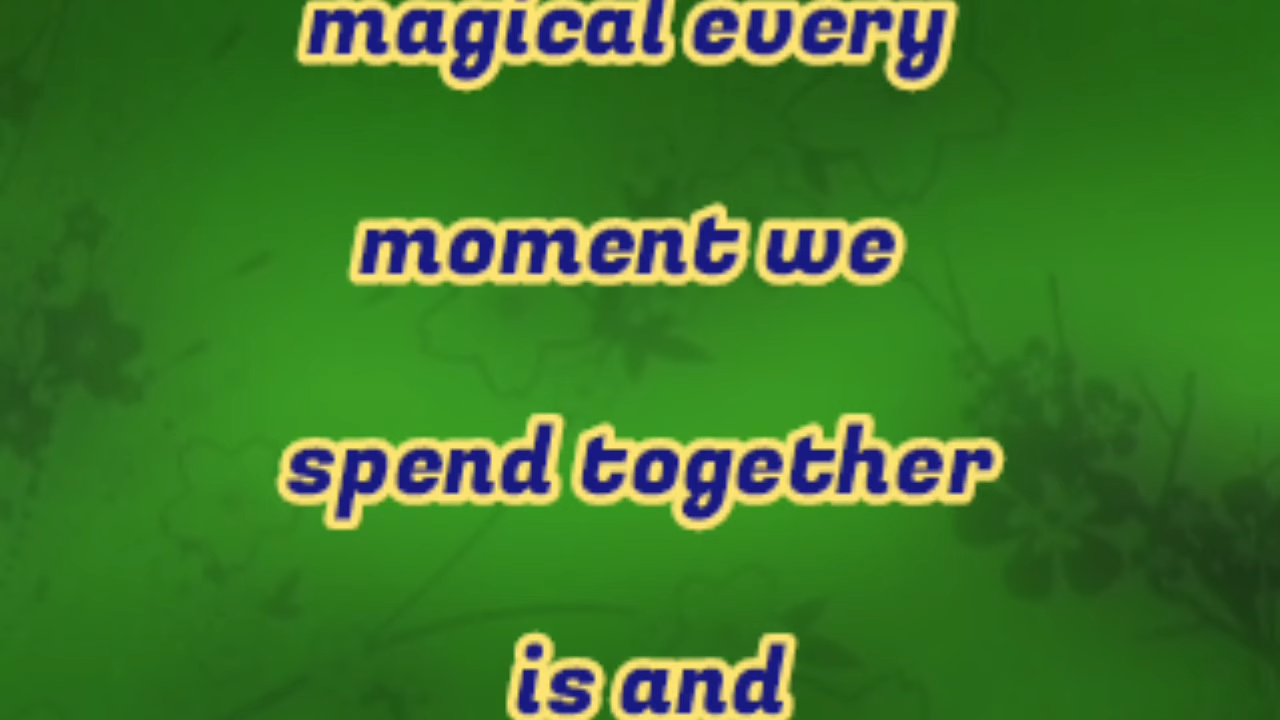 magical every
moment we
spend together
is and